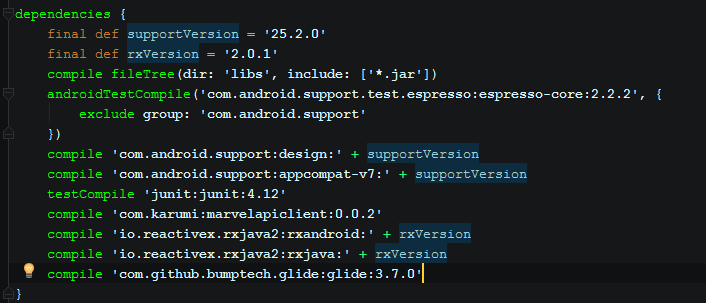 dependencies {
    final def supportVersion = '25.2.0'
    final def rxVersion = '2.0.1'
    compile fileTree(dir: 'libs', include: ['*.jar'])
    androidTestCompile('com.android.support.test.espresso:espresso-core:2.2.2', {
        exclude group: 'com.android.support'
    })
    compile 'com.android.support:design:' + supportVersion
    compile 'com.android.support:appcompat-v7:' + supportVersion
    testCompile 'junit:junit:4.12'
    compile 'com.karumi:marvelapiclient:0.0.2'
    compile 'io.reactivex.rxjava2:rxandroid:' + rxVersion
    compile 'io.reactivex.rxjava2:rxjava:' + rxVersion
    compile 'com.github.bumptech.glide:glide:3.7.0'
}